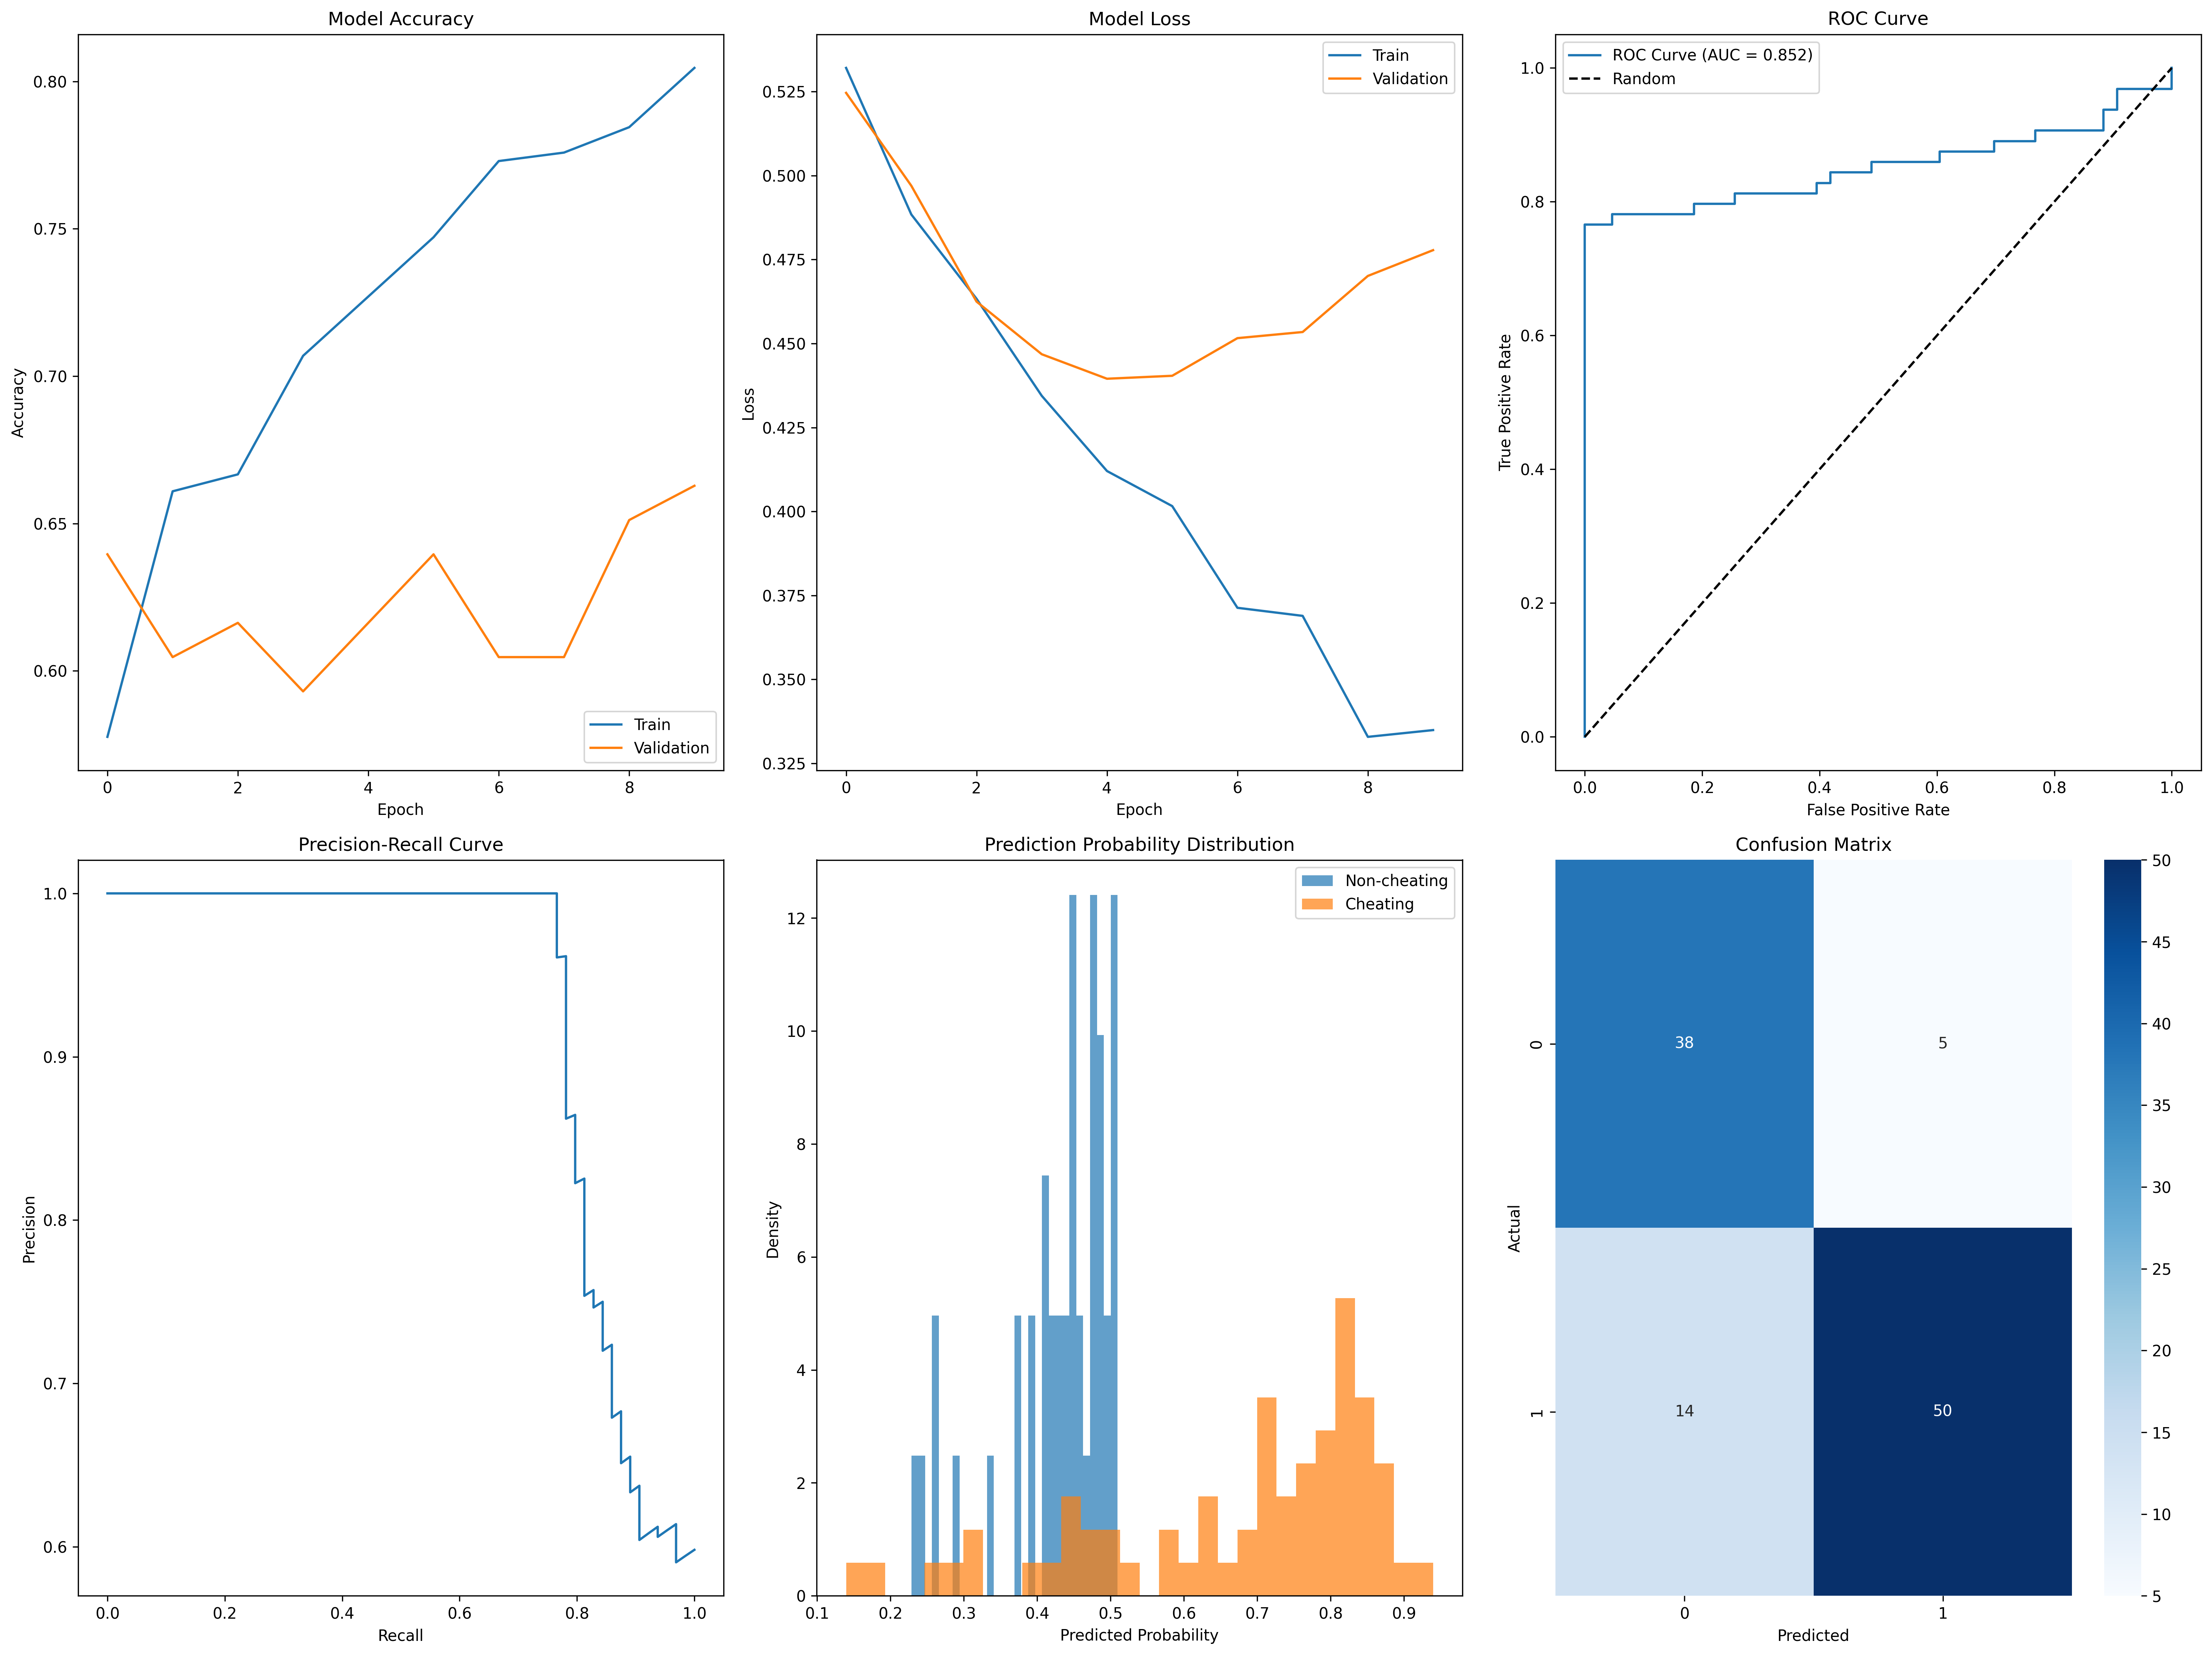 Model Accuracy
Accuracy
0.80
0.75
0.70
0.65
0.60
Train
Validation
0 2 4 6 8
Epoch
Model Loss
Loss
0.525
0.500
0.475
0.450
0.425
0.400
0.375
0.350
0.325
Train
Validation
0 2 4 6 8
Epoch
ROC Curve
True Positive Rate
1.0
0.8
0.6
0.4
0.2
0.0
ROC Curve (AUC = 0.852)
Random
0.0 0.2 0.4 0.6 0.8 1.0
False Positive Rate
Precision-Recall Curve
Precision
1.0
0.9
0.8
0.7
0.6
0.0 0.2 0.4 0.6 0.8 1.0
Recall
Prediction Probability Distribution
Density
12
10
8
6
4
2
0
Non-cheating
Cheating
0.1 0.2 0.3 0.4 0.5 0.6 0.7 0.8 0.9
Predicted Probability
Confusion Matrix
Actual
0
1
38 5
14 50
0 1
Predicted
50
45
40
35
30
25
20
15
10
5